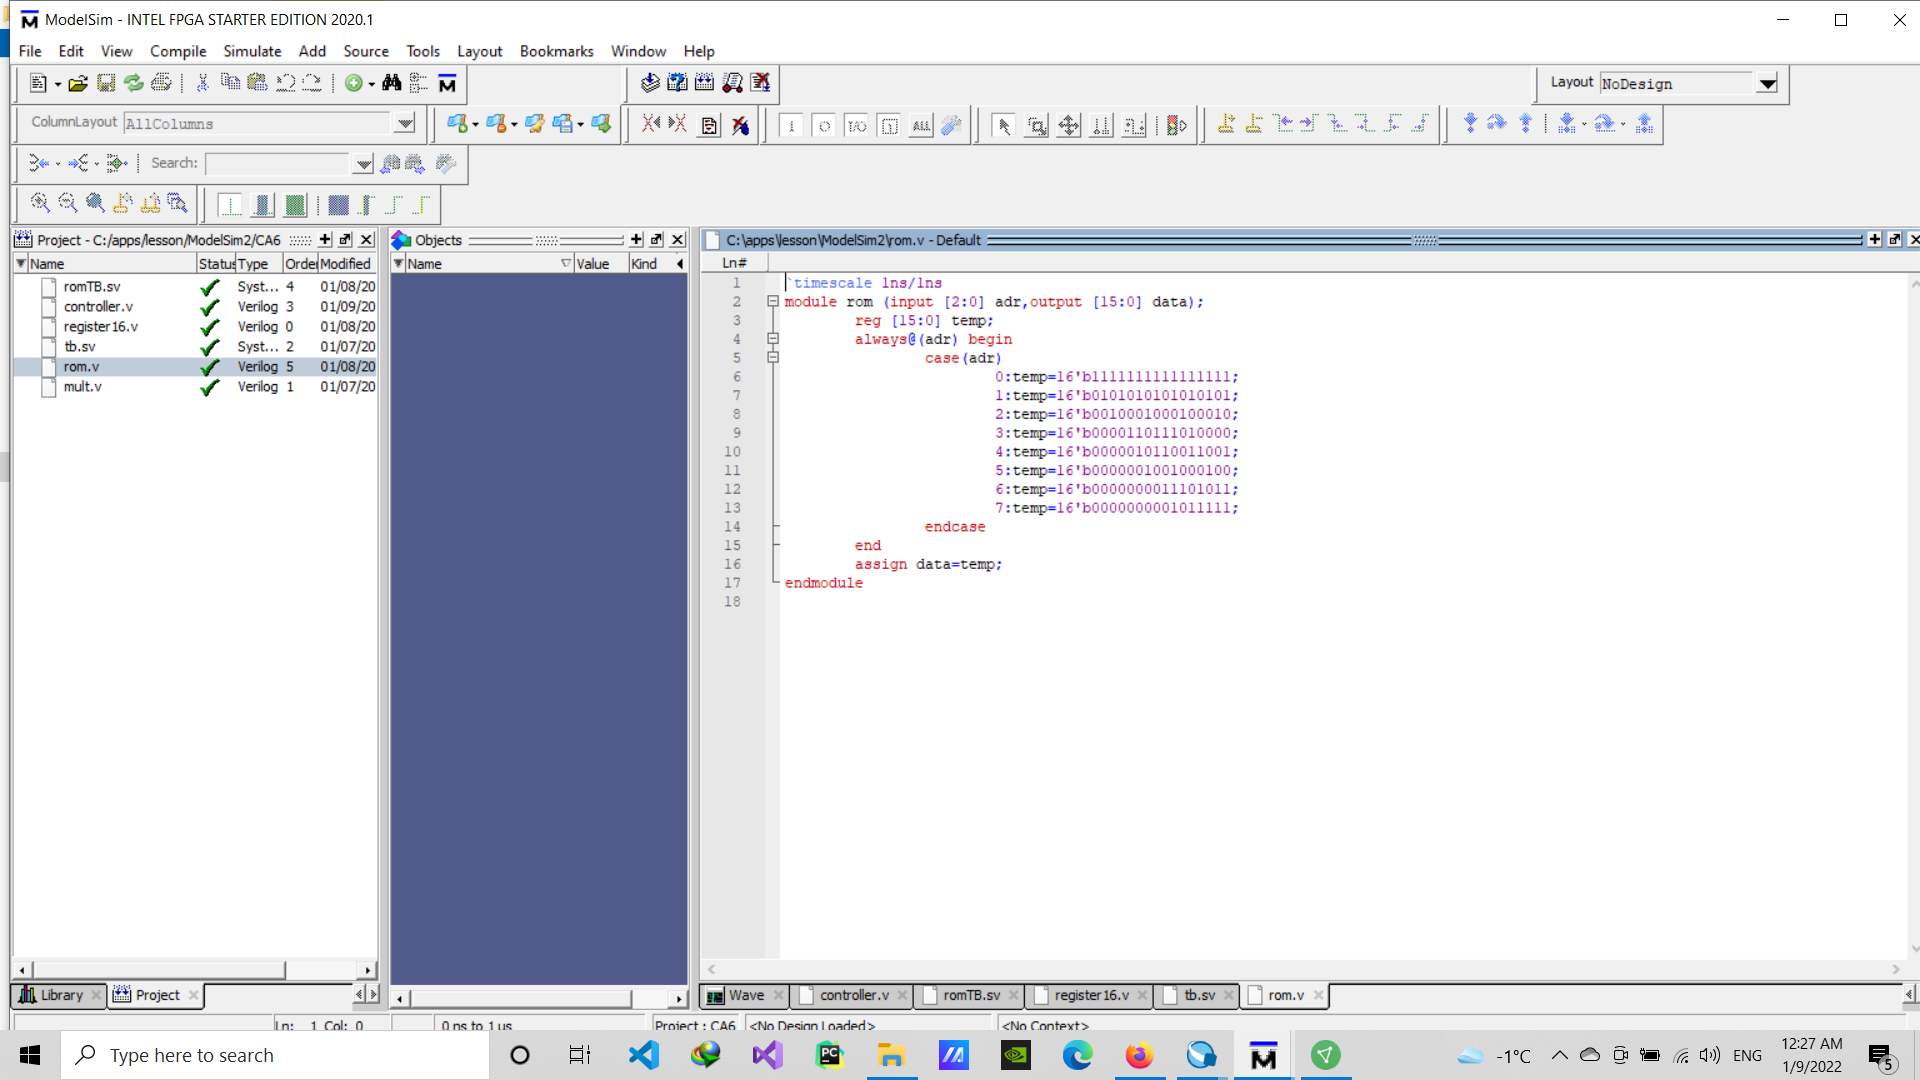 ModelSim - INTEL FPGA STARTER EDITION 2020.1
File Edit View Compile Simulate Add Source Tools Layout Bookmarks Window Help
Layout NoDesign
ColumnLayout AllColumns
Search:
Project - C:/apps/lesson/ModelSim2/CA6
Name Status Type Order Modified
romTB.sv Syst... 4 01/08/20
controller.v Verilog 3 01/09/20
register16.v Verilog 0 01/08/20
tb.sv Syst... 2 01/07/20
rom.v Verilog 5 01/08/20
mult.v Verilog 1 01/07/20
Objects
Name Value Kind
C:\apps\lesson\ModelSim2\rom.v - Default
Ln#
1 `timescale 1ns/1ns
2 module rom (input [2:0] adr,output [15:0] data);
3 reg [15:0] temp;
4 always@(adr) begin
5 case(adr)
6 0:temp=16'b1111111111111111;
7 1:temp=16'b0101010101010101;
8 2:temp=16'b0010001000100010;
9 3:temp=16'b0000110111010000;
10 4:temp=16'b0000010110011001;
11 5:temp=16'b0000001001000100;
12 6:temp=16'b0000000011101011;
13 7:temp=16'b0000000001011111;
14 endcase
15 end
16 assign data=temp;
17 endmodule
18
Library Project
Wave controller.v romTB.sv register16.v tb.sv rom.v
Ln: 1 Col: 0 0 ns to 1 us Project : CA6 <No Design Loaded> <No Context>
Type here to search
-1°C ENG 12:27 AM
1/9/2022
5